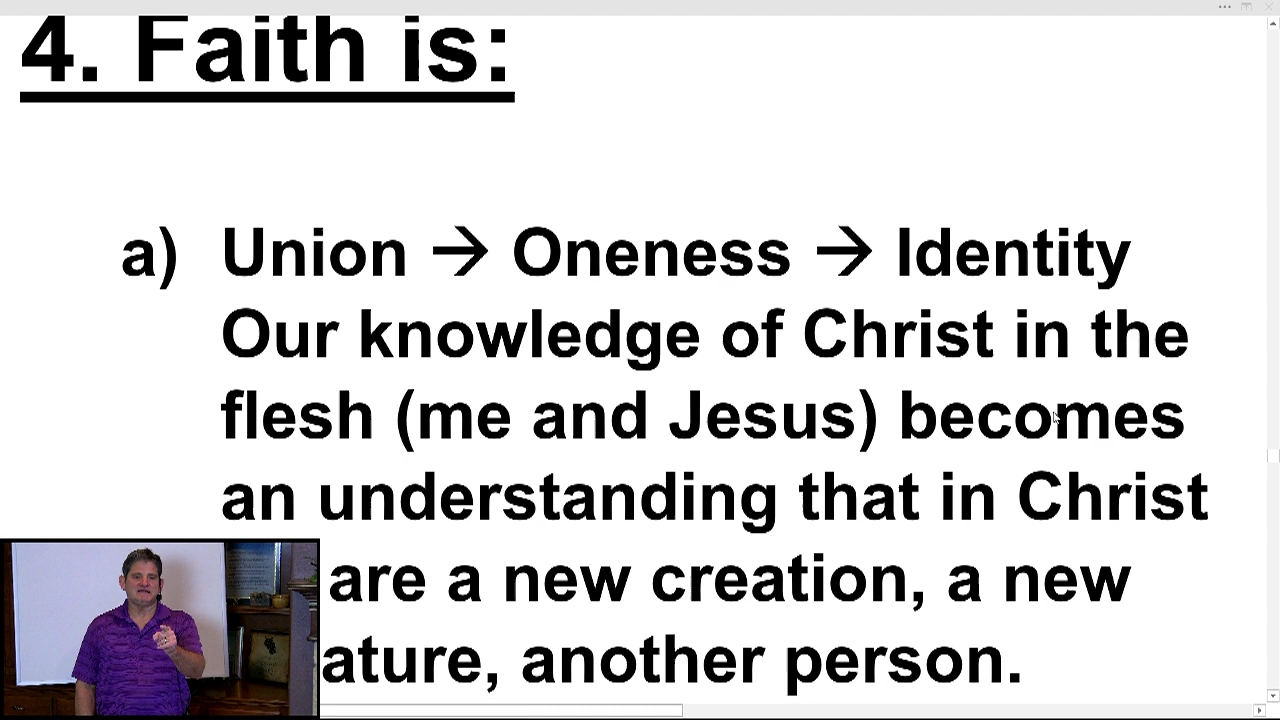 4. Faith is:
a) Union → Oneness → Identity
Our knowledge of Christ in the
flesh (me and Jesus) becomes
an understanding that in Christ
are a new creation, a new
ature, another person.